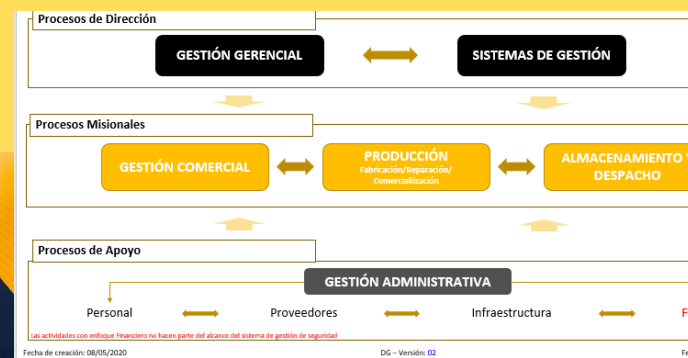 Procesos de Dirección
GESTIÓN GERENCIAL
SISTEMAS DE GESTIÓN
Procesos Misionales
GESTIÓN COMERCIAL
PRODUCCIÓN
Fabricación/Reparación/
Comercialización
ALMACENAMIENTO Y
DESPACHO
Procesos de Apoyo
GESTIÓN ADMINISTRATIVA
Personal
Proveedores
Infraestructura
Las actividades con enfoque Financiero no hacen parte del alcance del sistema de gestión de seguridad
Fecha de creación: 08/05/2020
DG – Versión: 02